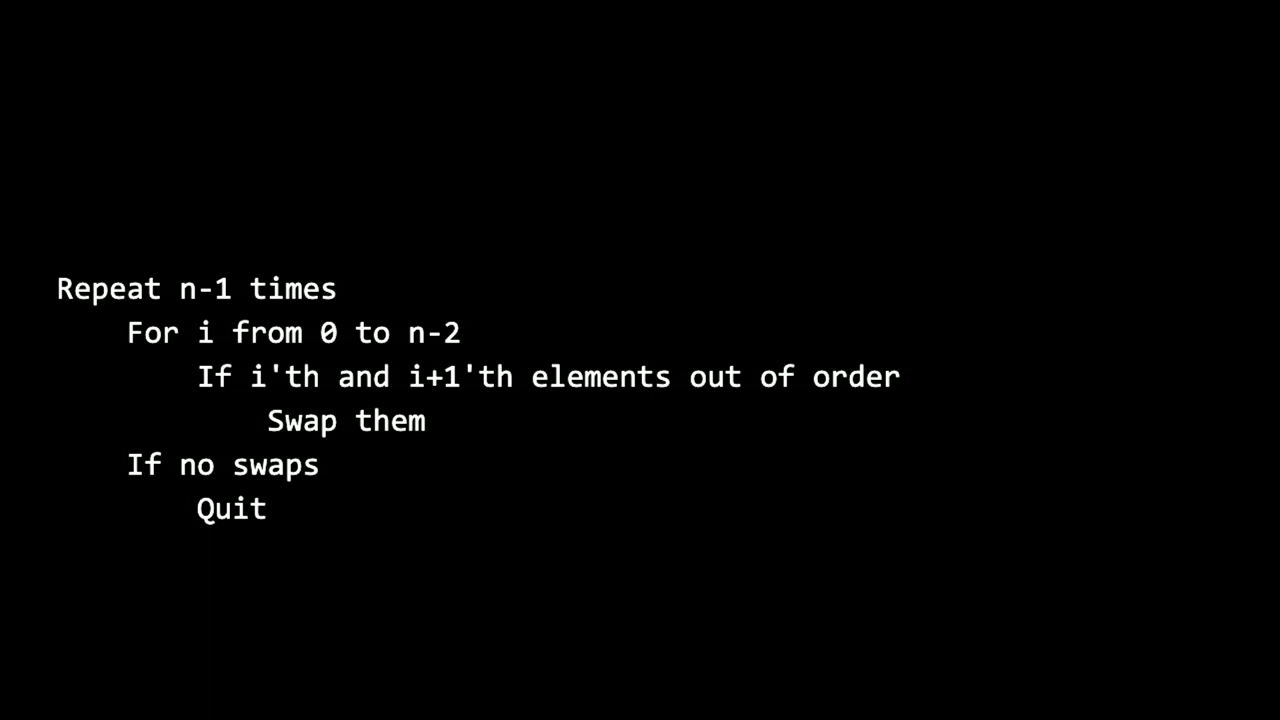 Repeat n-1 times
For i from 0 to n-2
If i'th and i+1'th elements out of order
Swap them
If no swaps
Quit